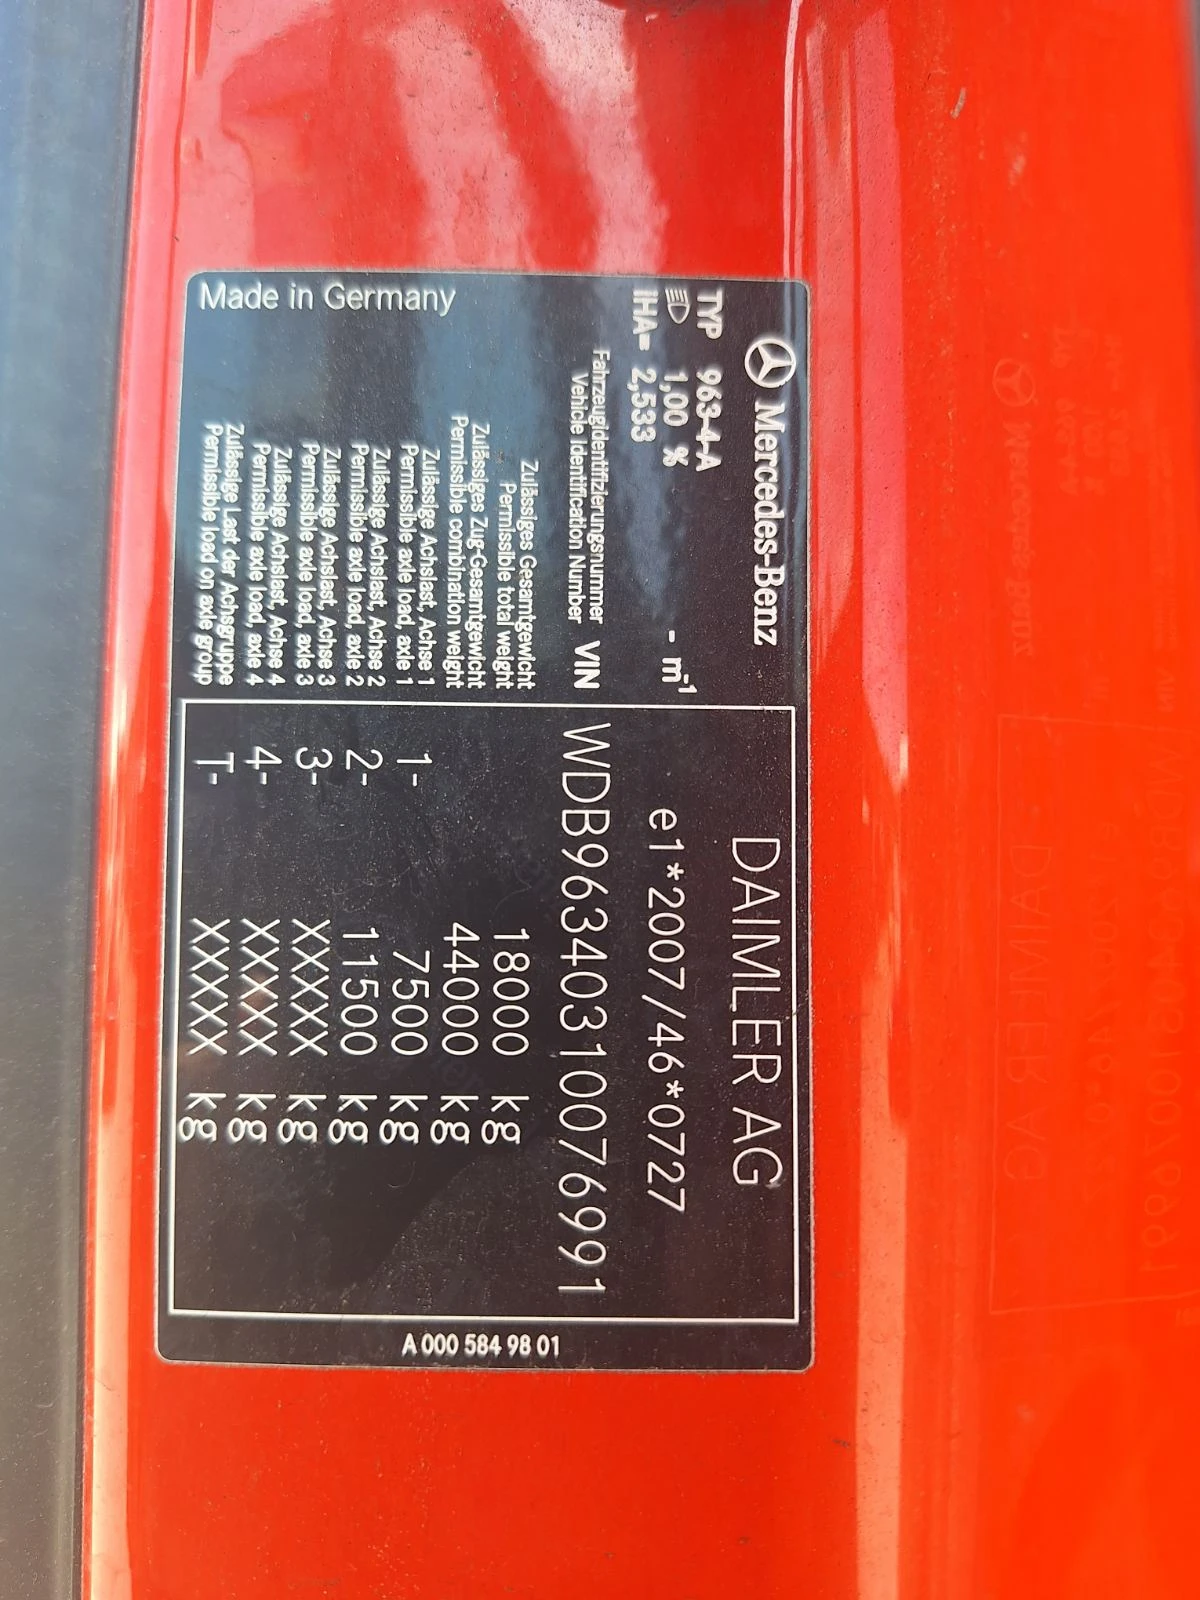 Mercedes-Benz
DAIMLER AG
TYP 963-4-A
1,00 % - m-1
e1*2007/46*0727
IHA= 2,533
Fahrzeugidentifizierungsnummer
Vehicle Identification Number VIN WDB96340310076991
Zulässiges Gesamtgewicht
Permissible total weight 18000 kg
Zulässiges Zug-Gesamtgewicht
Permissible combination weight 44000 kg
Zulässige Achslast, Achse 1
Permissible axle load, axle 1 1- 7500 kg
Zulässige Achslast, Achse 2
Permissible axle load, axle 2 2- 11500 kg
Zulässige Achslast, Achse 3
Permissible axle load, axle 3 3- XXXXX kg
Zulässige Achslast, Achse 4
Permissible axle load, axle 4 4- XXXXX kg
Zulässige Last der Achsgruppe
Permissible load on axle group T- XXXXX kg
Made in Germany
A 000 584 98 01